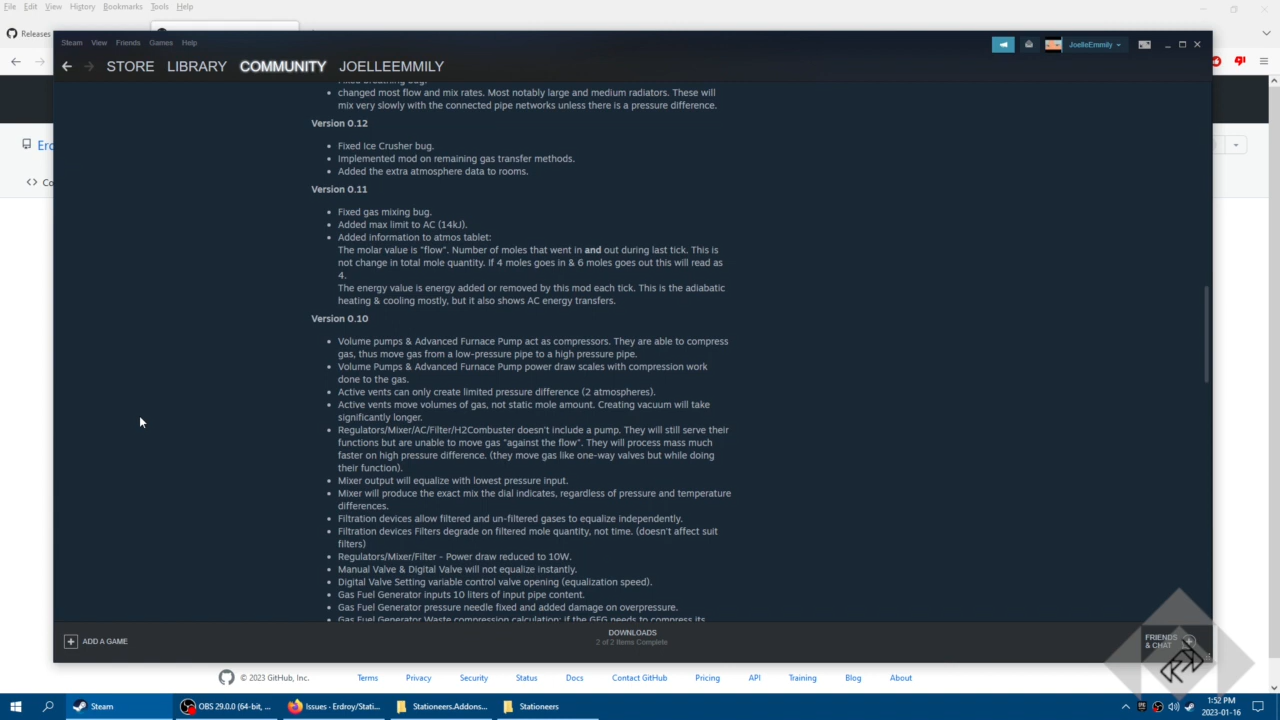 File Edit View History Bookmarks Tools Help
Releases
Steam View Friends Games Help
JoelleEmmily
STORE LIBRARY COMMUNITY JOELLEEMMILY
changed most flow and mix rates. Most notably large and medium radiators. These will
mix very slowly with the connected pipe networks unless there is a pressure difference.
Version 0.12
Fixed Ice Crusher bug.
Implemented mod on remaining gas transfer methods.
Added the extra atmosphere data to rooms.
Version 0.11
Fixed gas mixing bug.
Added max limit to AC (14kJ).
Added information to atmos tablet:
The molar value is "flow". Number of moles that went in and out during last tick. This is
not change in total mole quantity. If 4 moles goes in & 6 moles goes out this will read as
4.
The energy value is energy added or removed by this mod each tick. This is the adiabatic
heating & cooling mostly, but it also shows AC energy transfers.
Version 0.10
Volume pumps & Advanced Furnace Pump act as compressors. They are able to compress
gas, thus move gas from a low-pressure pipe to a high pressure pipe.
Volume Pumps & Advanced Furnace Pump power draw scales with compression work
done to the gas.
Active vents can only create limited pressure difference (2 atmospheres).
Active vents move volumes of gas, not static mole amount. Creating vacuum will take
significantly longer.
Regulators/Mixer/AC/Filter/H2Combuster doesn't include a pump. They will still serve their
functions but are unable to move gas "against the flow". They will process mass much
faster on high pressure difference. (they move gas like one-way valves but while doing
their function).
Mixer output will equalize with lowest pressure input.
Mixer will produce the exact mix the dial indicates, regardless of pressure and temperature
differences.
Filtration devices allow filtered and un-filtered gases to equalize independently.
Filtration devices Filters degrade on filtered mole quantity, not time. (doesn't affect suit
filters)
Regulators/Mixer/Filter - Power draw reduced to 10W.
Manual Valve & Digital Valve will not equalize instantly.
Digital Valve Setting variable control valve opening (equalization speed).
Gas Fuel Generator inputs 10 liters of input pipe content.
Gas Fuel Generator pressure needle fixed and added damage on overpressure.
Gas Fuel Generator Waste compression calculation: if the GFG needs to compress its
ADD A GAME
DOWNLOADS
2 of 2 Items Complete
FRIENDS
& CHAT
© 2023 GitHub, Inc. Terms Privacy Security Status Docs Contact GitHub Pricing API Training Blog About
Steam OBS 29.0.0 (64-bit, ... Issues - Erdroy/Stati... Stationeers.Addons... Stationeers
1:52 PM
2023-01-16